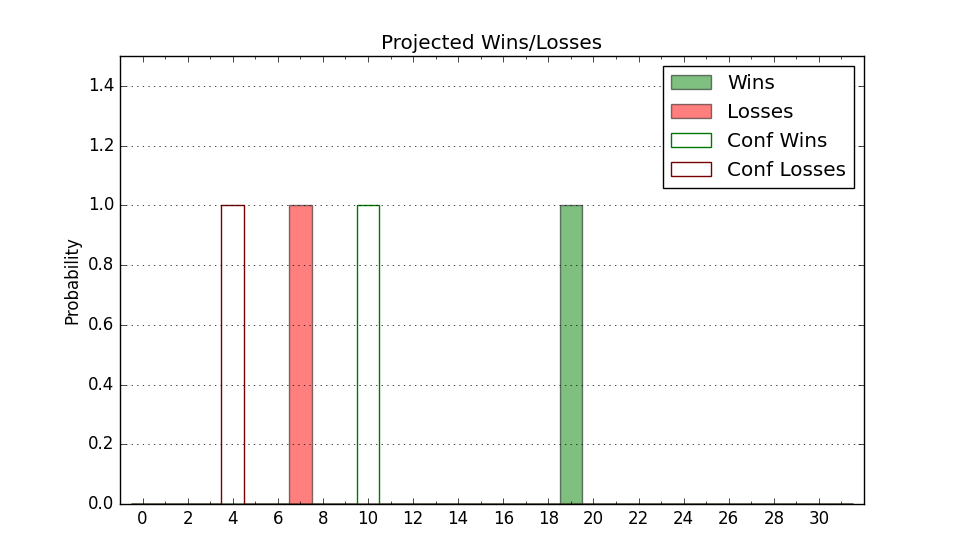 Projected Wins/Losses
Wins
Losses
Conf Wins
Conf Losses
Probability
1.4
1.2
1.0
0.8
0.6
0.4
0.2
0.0
0 2 4 6 8 10 12 14 16 18 20 22 24 26 28 30